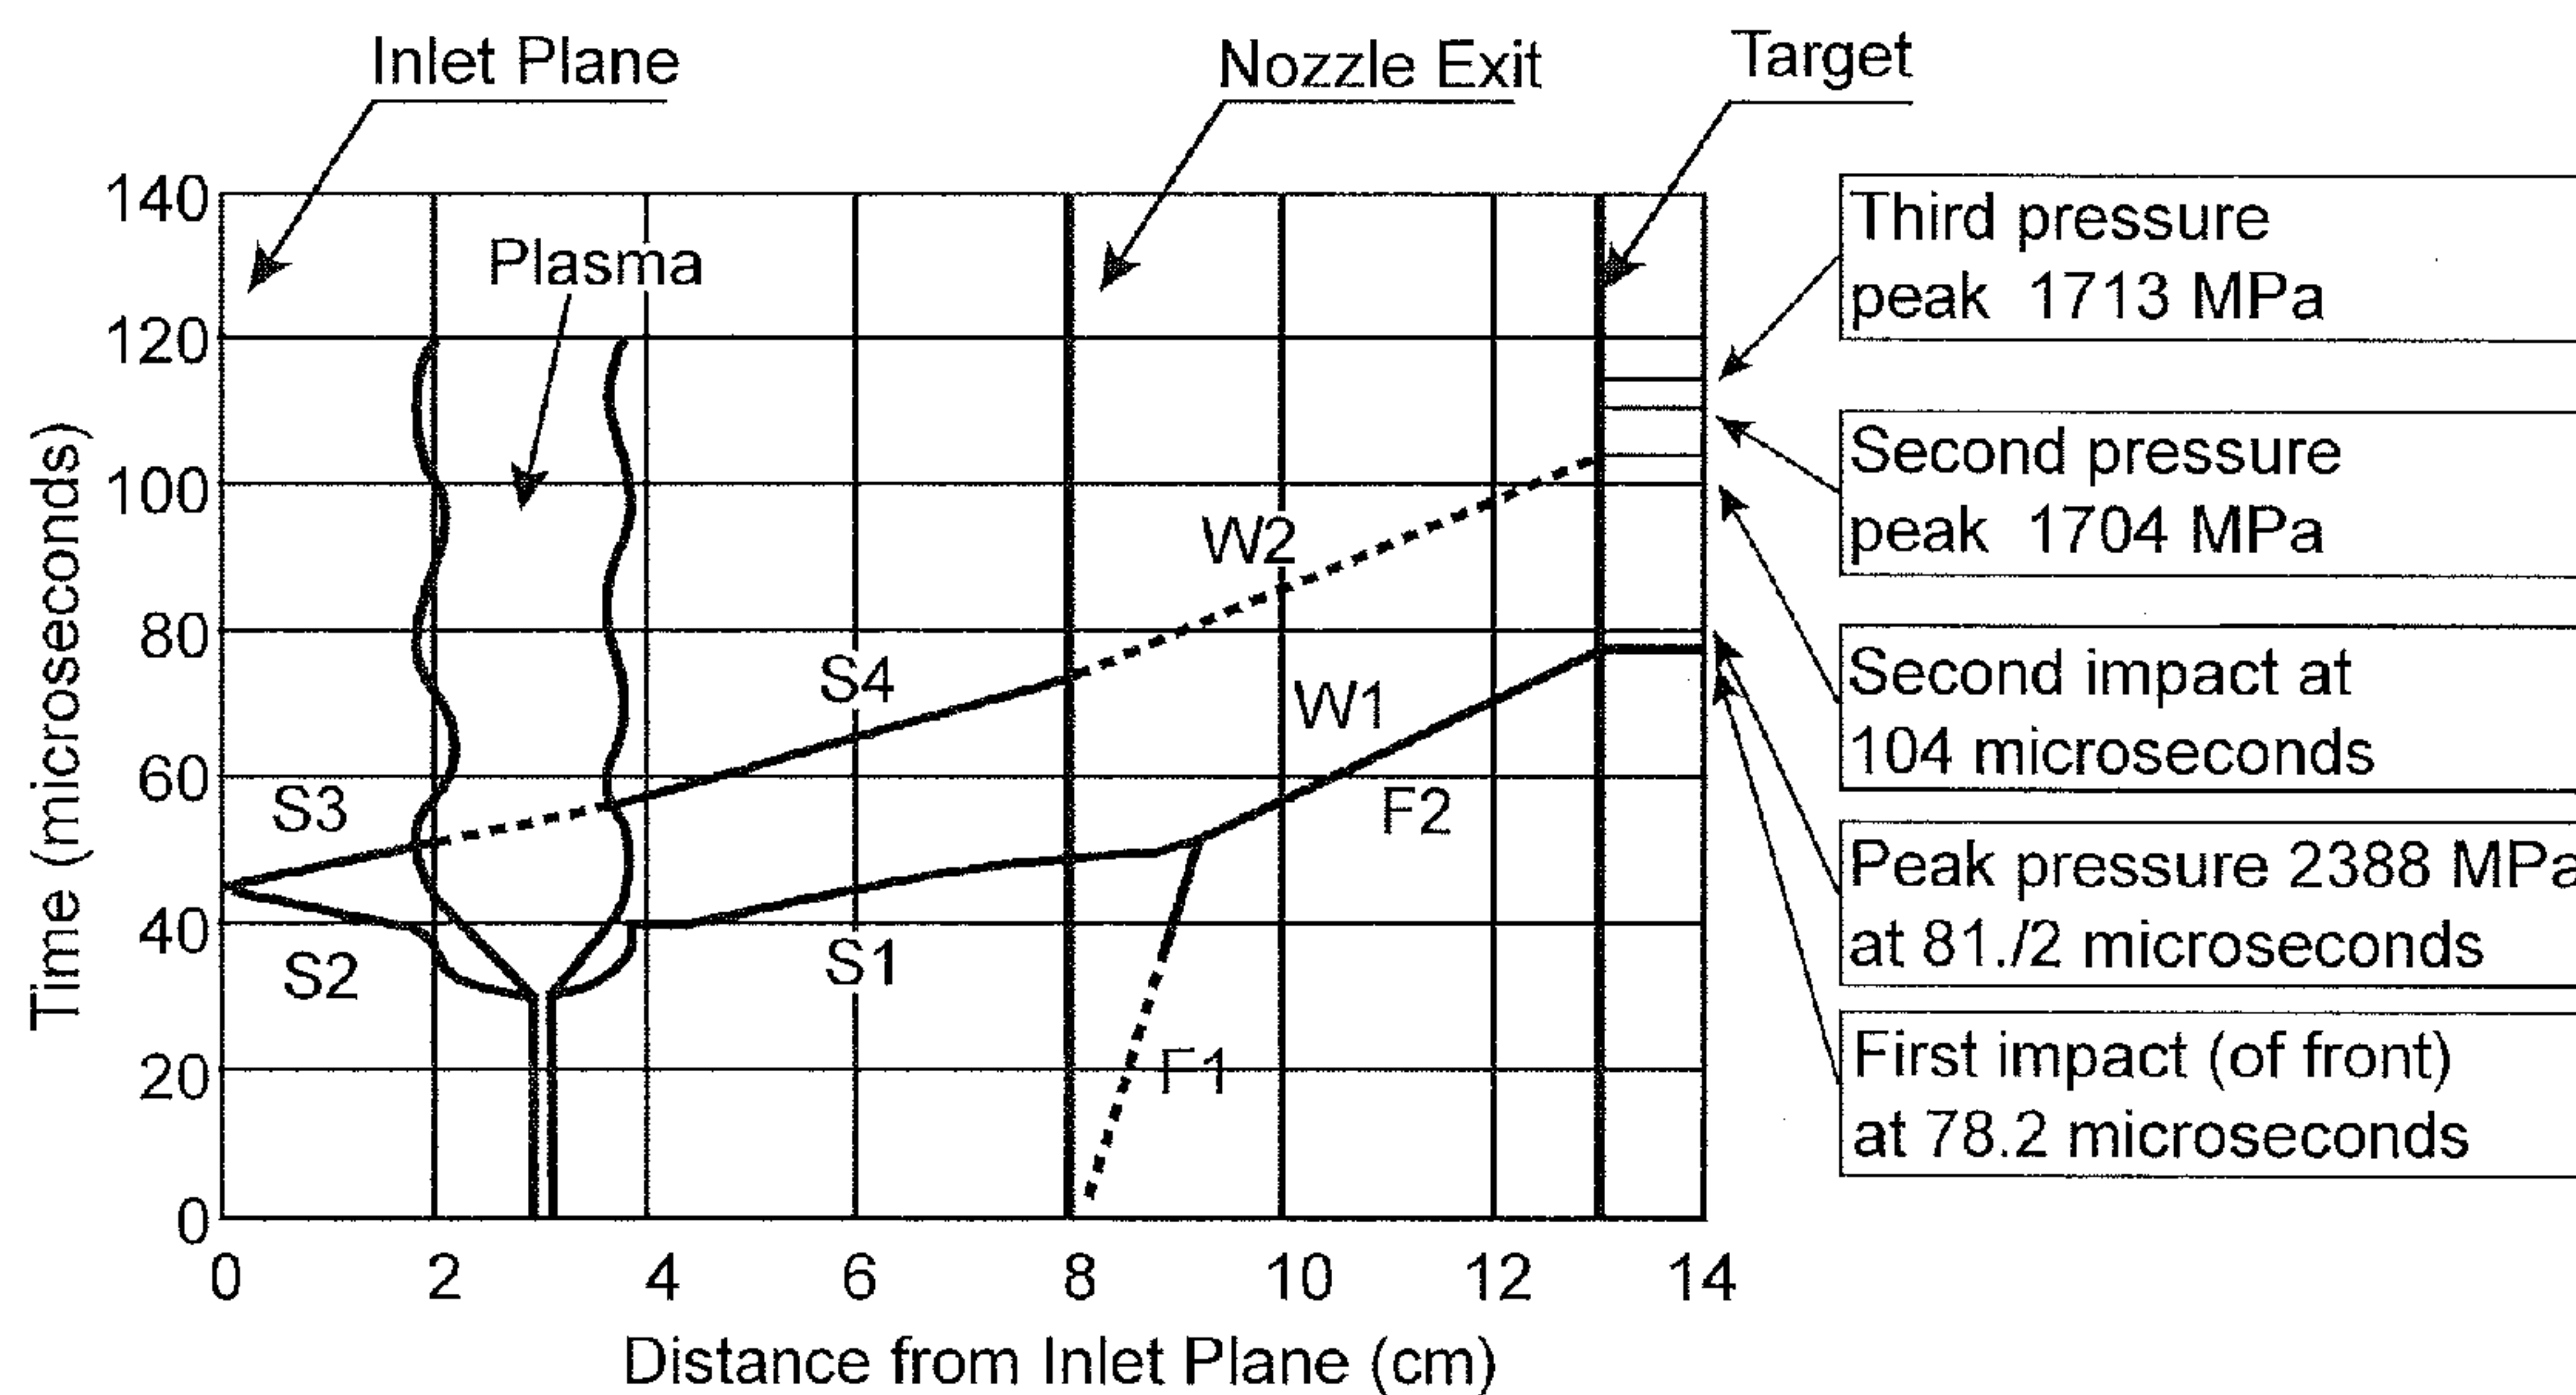 Inlet Plane
Nozzle Exit
Target
140
120
100
80
60
40
20
0
Time (microseconds)
Plasma
W2
S4
W1
S3
F2
S2
S1
F1
0 2 4 6 8 10 12 14
Distance from Inlet Plane (cm)
Third pressure
peak 1713 MPa
Second pressure
peak 1704 MPa
Second impact at
104 microseconds
Peak pressure 2388 MPa
at 81./2 microseconds
First impact (of front)
at 78.2 microseconds